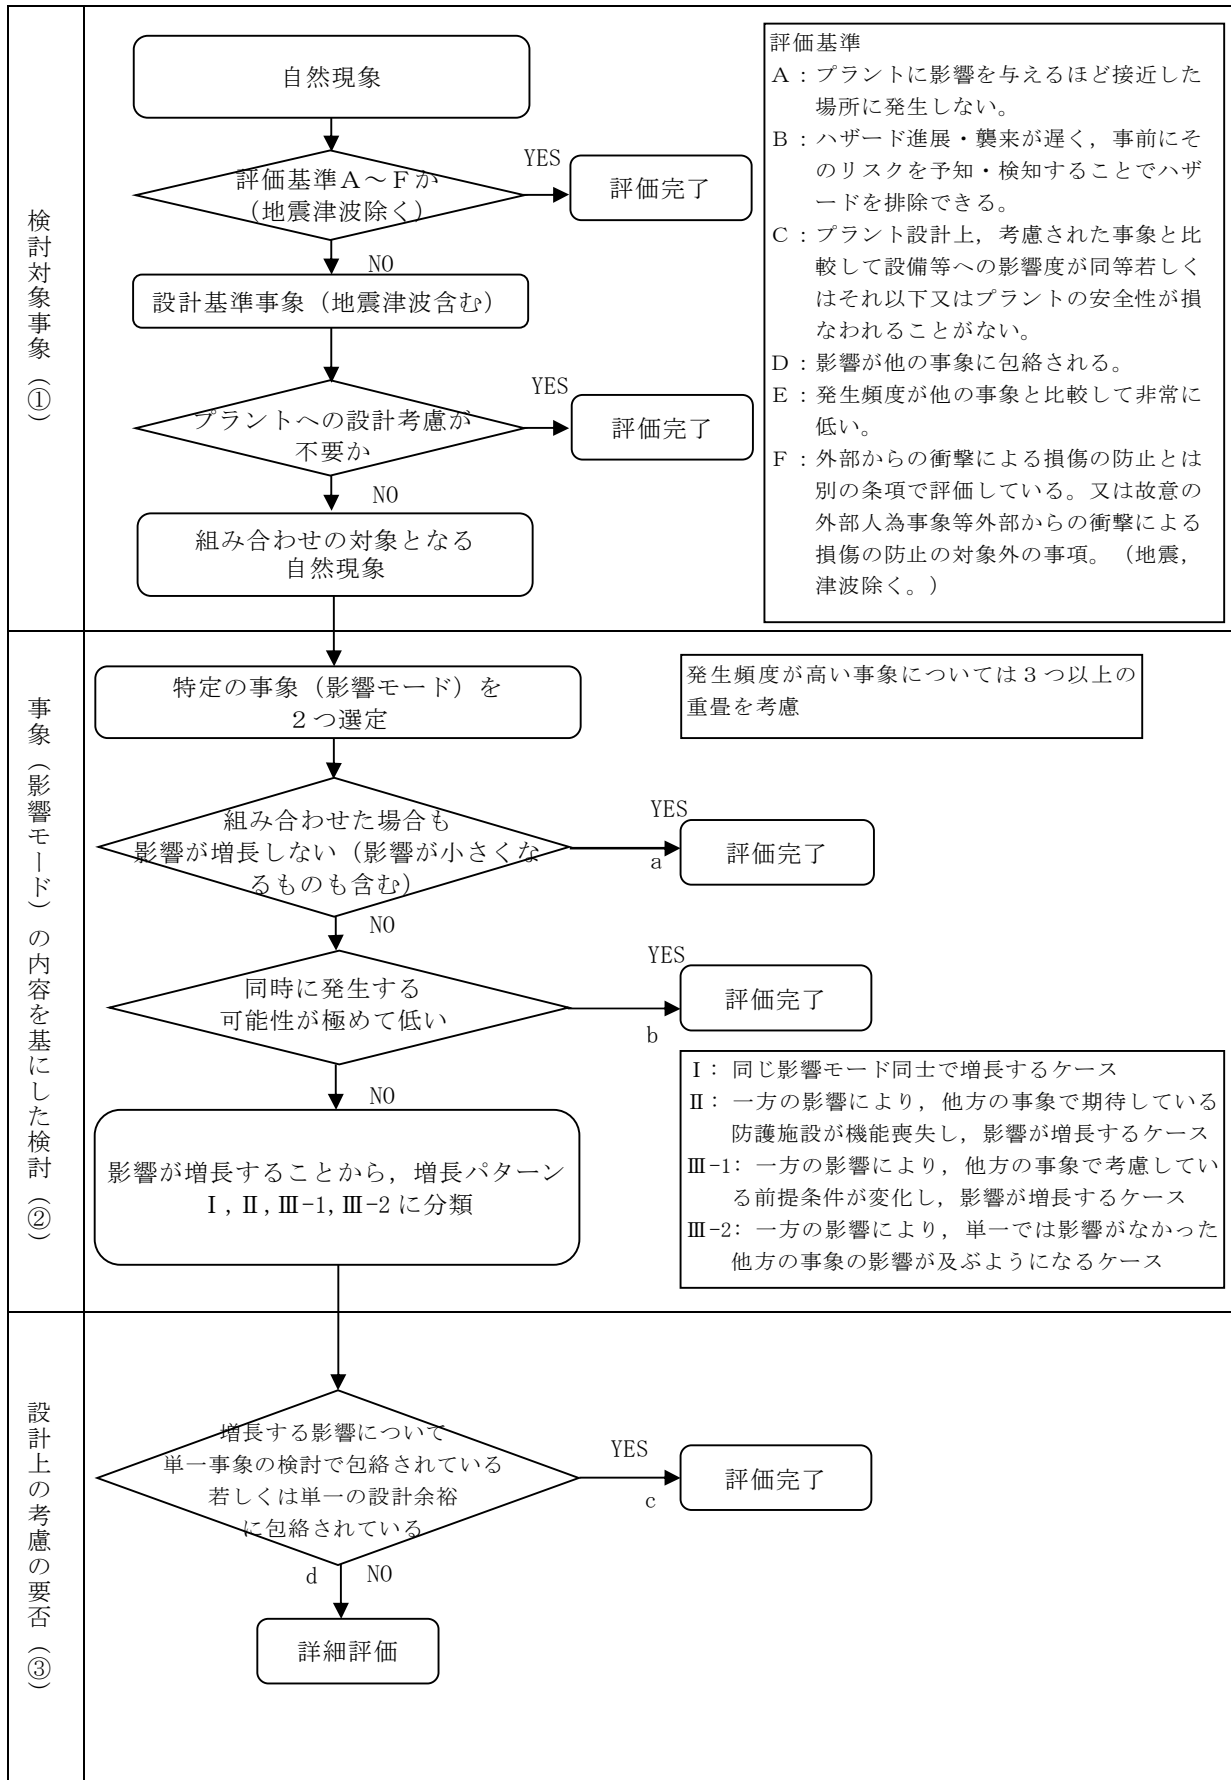 検討対象事象（①）
自然現象
評価基準Ａ～Ｆか
（地震津波除く）
YES
評価完了
NO
設計基準事象（地震津波含む）
プラントへの設計考慮が
不要か
YES
評価完了
NO
組み合わせの対象となる
自然現象
評価基準
Ａ：プラントに影響を与えるほど接近した
場所に発生しない。
Ｂ：ハザード進展・襲来が遅く，事前にそ
のリスクを予知・検知することでハザ
ードを排除できる。
Ｃ：プラント設計上，考慮された事象と比
較して設備等への影響度が同等若しく
はそれ以下又はプラントの安全性が損
なわれることがない。
Ｄ：影響が他の事象に包絡される。
Ｅ：発生頻度が他の事象と比較して非常に
低い。
Ｆ：外部からの衝撃による損傷の防止とは
別の条項で評価している。又は故意の
外部人為事象等外部からの衝撃による
損傷の防止の対象外の事項。（地震，
津波除く。）
事象（影響モード）の内容を基にした検討（②）
特定の事象（影響モード）を
２つ選定
発生頻度が高い事象については３つ以上の
重畳を考慮
組み合わせた場合も
影響が増長しない（影響が小さくな
るものも含む）
YES
a
評価完了
NO
同時に発生する
可能性が極めて低い
YES
b
評価完了
NO
影響が増長することから，増長パターン
Ⅰ,Ⅱ,Ⅲ-1,Ⅲ-2 に分類
Ⅰ：同じ影響モード同士で増長するケース
Ⅱ：一方の影響により，他方の事象で期待している
防護施設が機能喪失し，影響が増長するケース
Ⅲ-1：一方の影響により，他方の事象で考慮してい
る前提条件が変化し，影響が増長するケース
Ⅲ-2：一方の影響により，単一では影響がなかった
他方の事象の影響が及ぶようになるケース
設計上の考慮の要否（③）
増長する影響について
単一事象の検討で包絡されている
若しくは単一の設計余裕
に包絡されている
YES
c
評価完了
d
NO
詳細評価